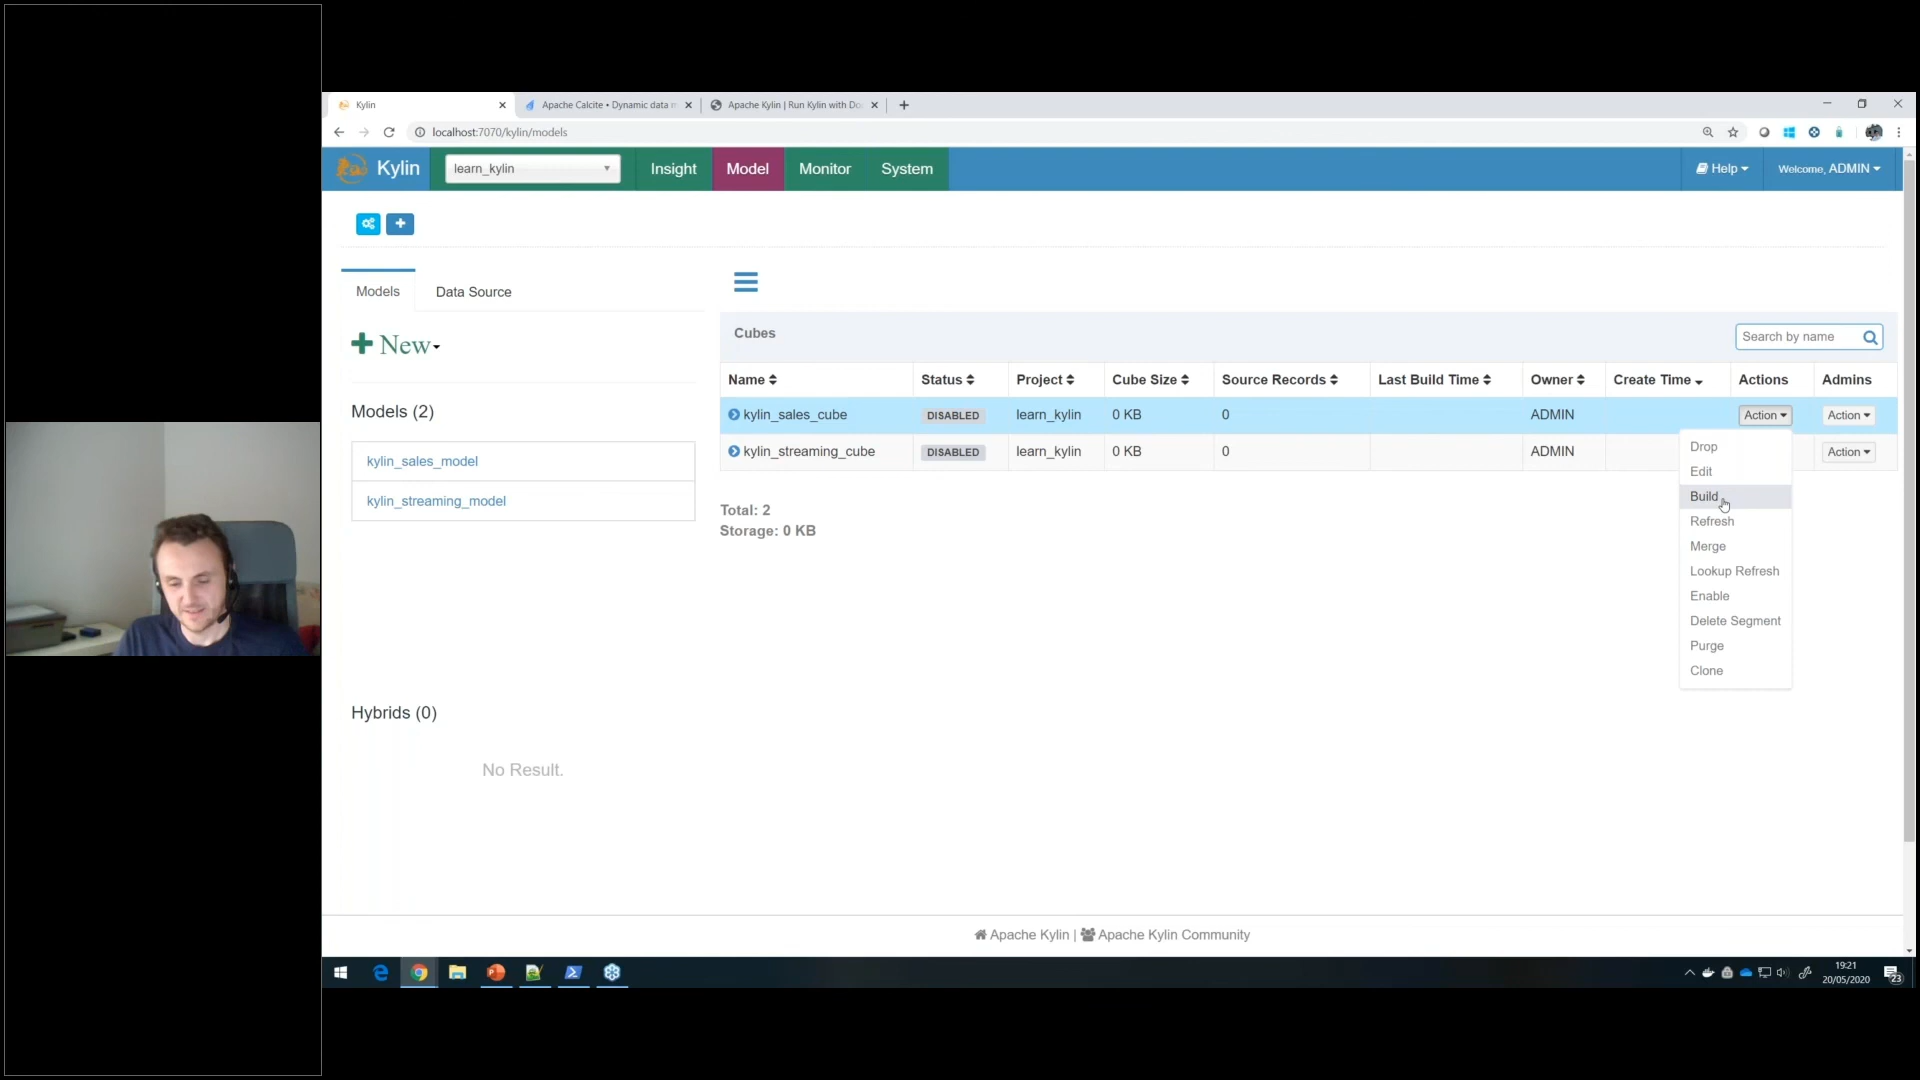 Kylin
Apache Calcite • Dynamic data m
Apache Kylin | Run Kylin with Do
localhost:7070/kylin/models
Kylin
learn_kylin
Insight
Model
Monitor
System
Help
Welcome, ADMIN
Models
Data Source
New
Models (2)
kylin_sales_model
kylin_streaming_model
Hybrids (0)
No Result.
Cubes
Search by name
Name Status Project Cube Size Source Records Last Build Time Owner Create Time Actions Admins
kylin_sales_cube DISABLED learn_kylin 0 KB 0 ADMIN Action Action
kylin_streaming_cube DISABLED learn_kylin 0 KB 0 ADMIN Action
Drop
Edit
Build
Refresh
Merge
Lookup Refresh
Enable
Delete Segment
Purge
Clone
Total: 2
Storage: 0 KB
Apache Kylin | Apache Kylin Community
19:21
20/05/2020
23